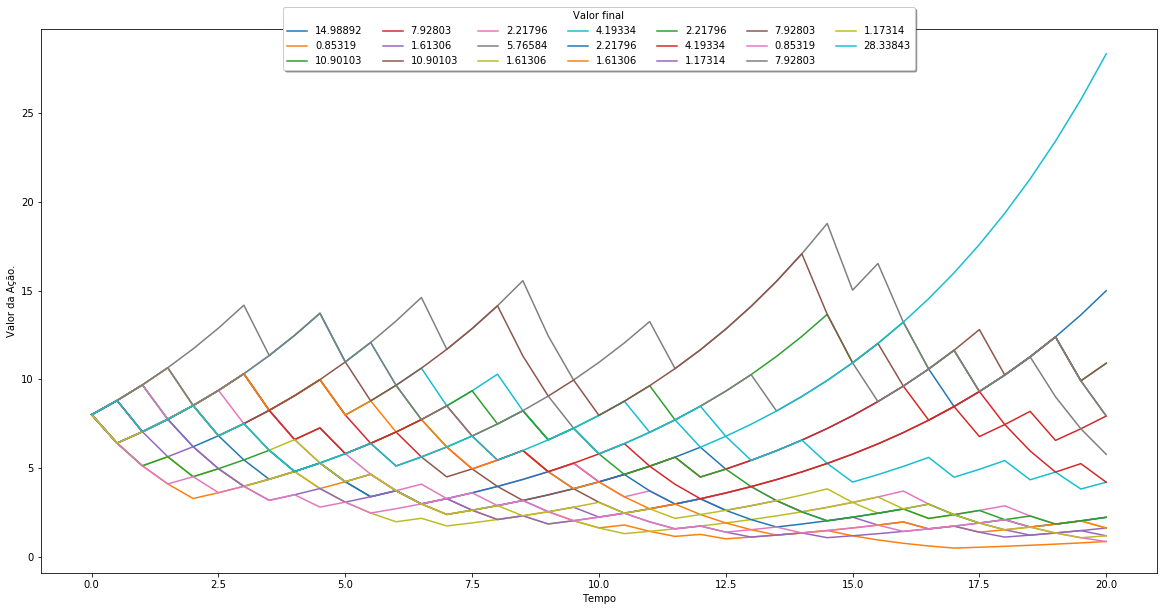 Valor final
14.98892 7.92803 2.21796 4.19334 2.21796 7.92803 1.17314
0.85319 1.61306 5.76584 2.21796 4.19334 0.85319 28.33843
10.90103 10.90103 1.61306 1.61306 1.17314 7.92803
25
20
15
10
5
0
Valor da Ação.
0.0 2.5 5.0 7.5 10.0 12.5 15.0 17.5 20.0
Tempo